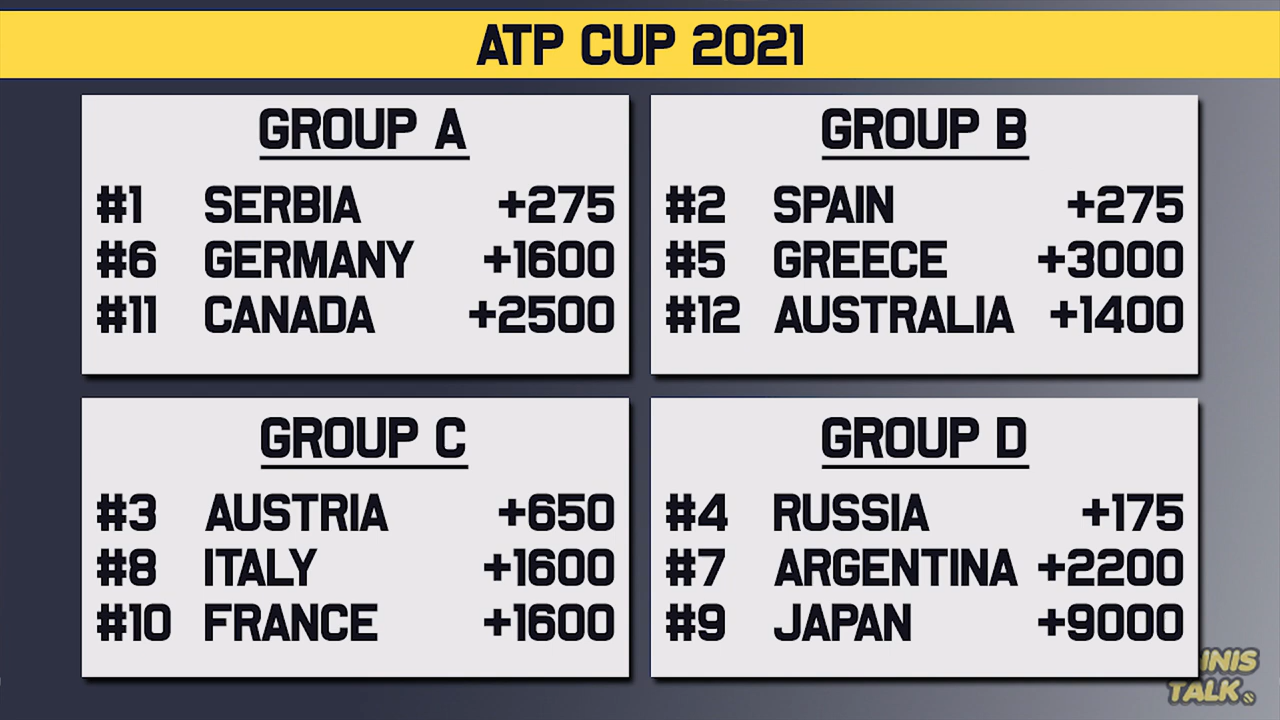 ATP CUP 2021
GROUP A
#1 SERBIA +275
#6 GERMANY +1600
#11 CANADA +2500
GROUP B
#2 SPAIN +275
#5 GREECE +3000
#12 AUSTRALIA +1400
GROUP C
#3 AUSTRIA +650
#8 ITALY +1600
#10 FRANCE +1600
GROUP D
#4 RUSSIA +175
#7 ARGENTINA +2200
#9 JAPAN +9000
TALK